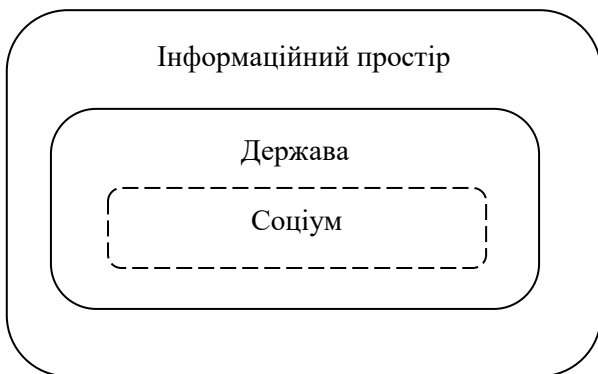 Інформаційний простір
Держава
Соціум